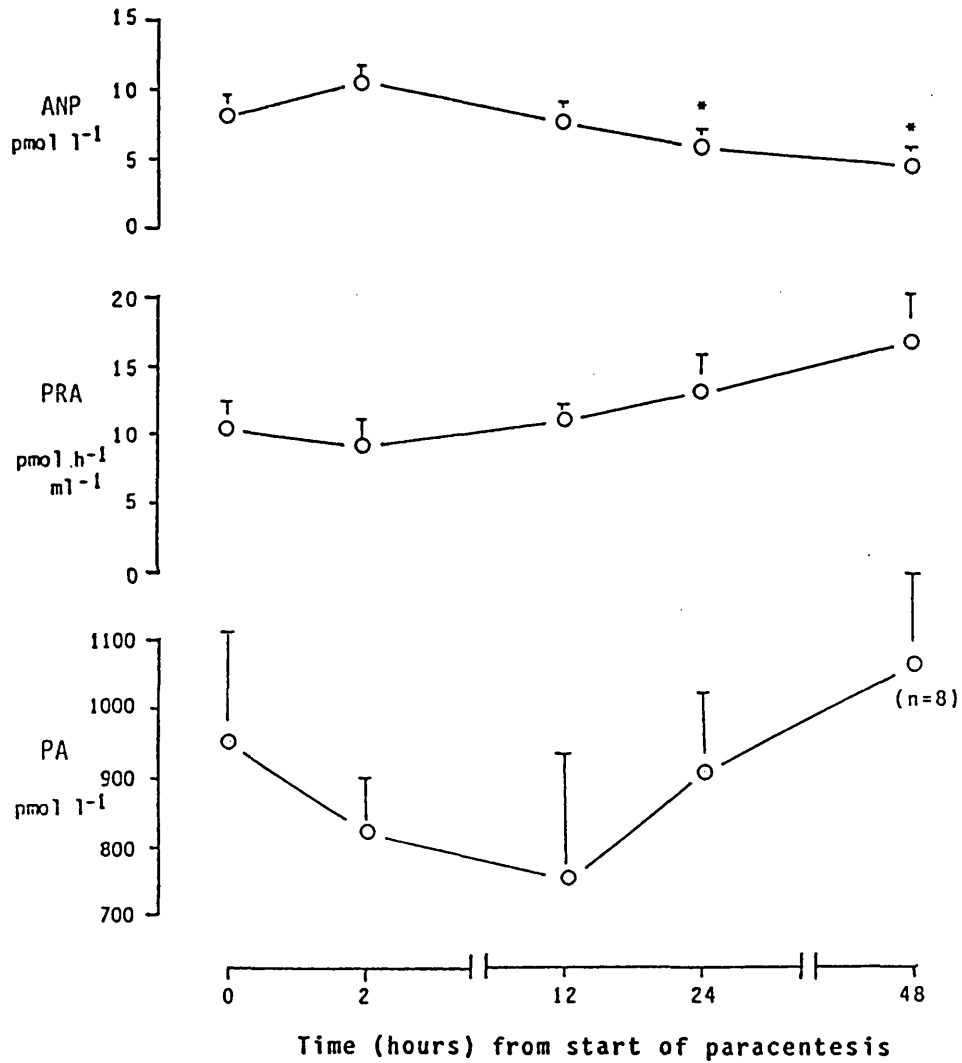 15
10
5
0
ANP
pmol l⁻¹
*
*
20
15
10
5
0
PRA
pmol.h⁻¹
ml⁻¹
1100
1000
900
800
700
PA
pmol l⁻¹
(n=8)
0 2 12 24 48
Time (hours) from start of paracentesis